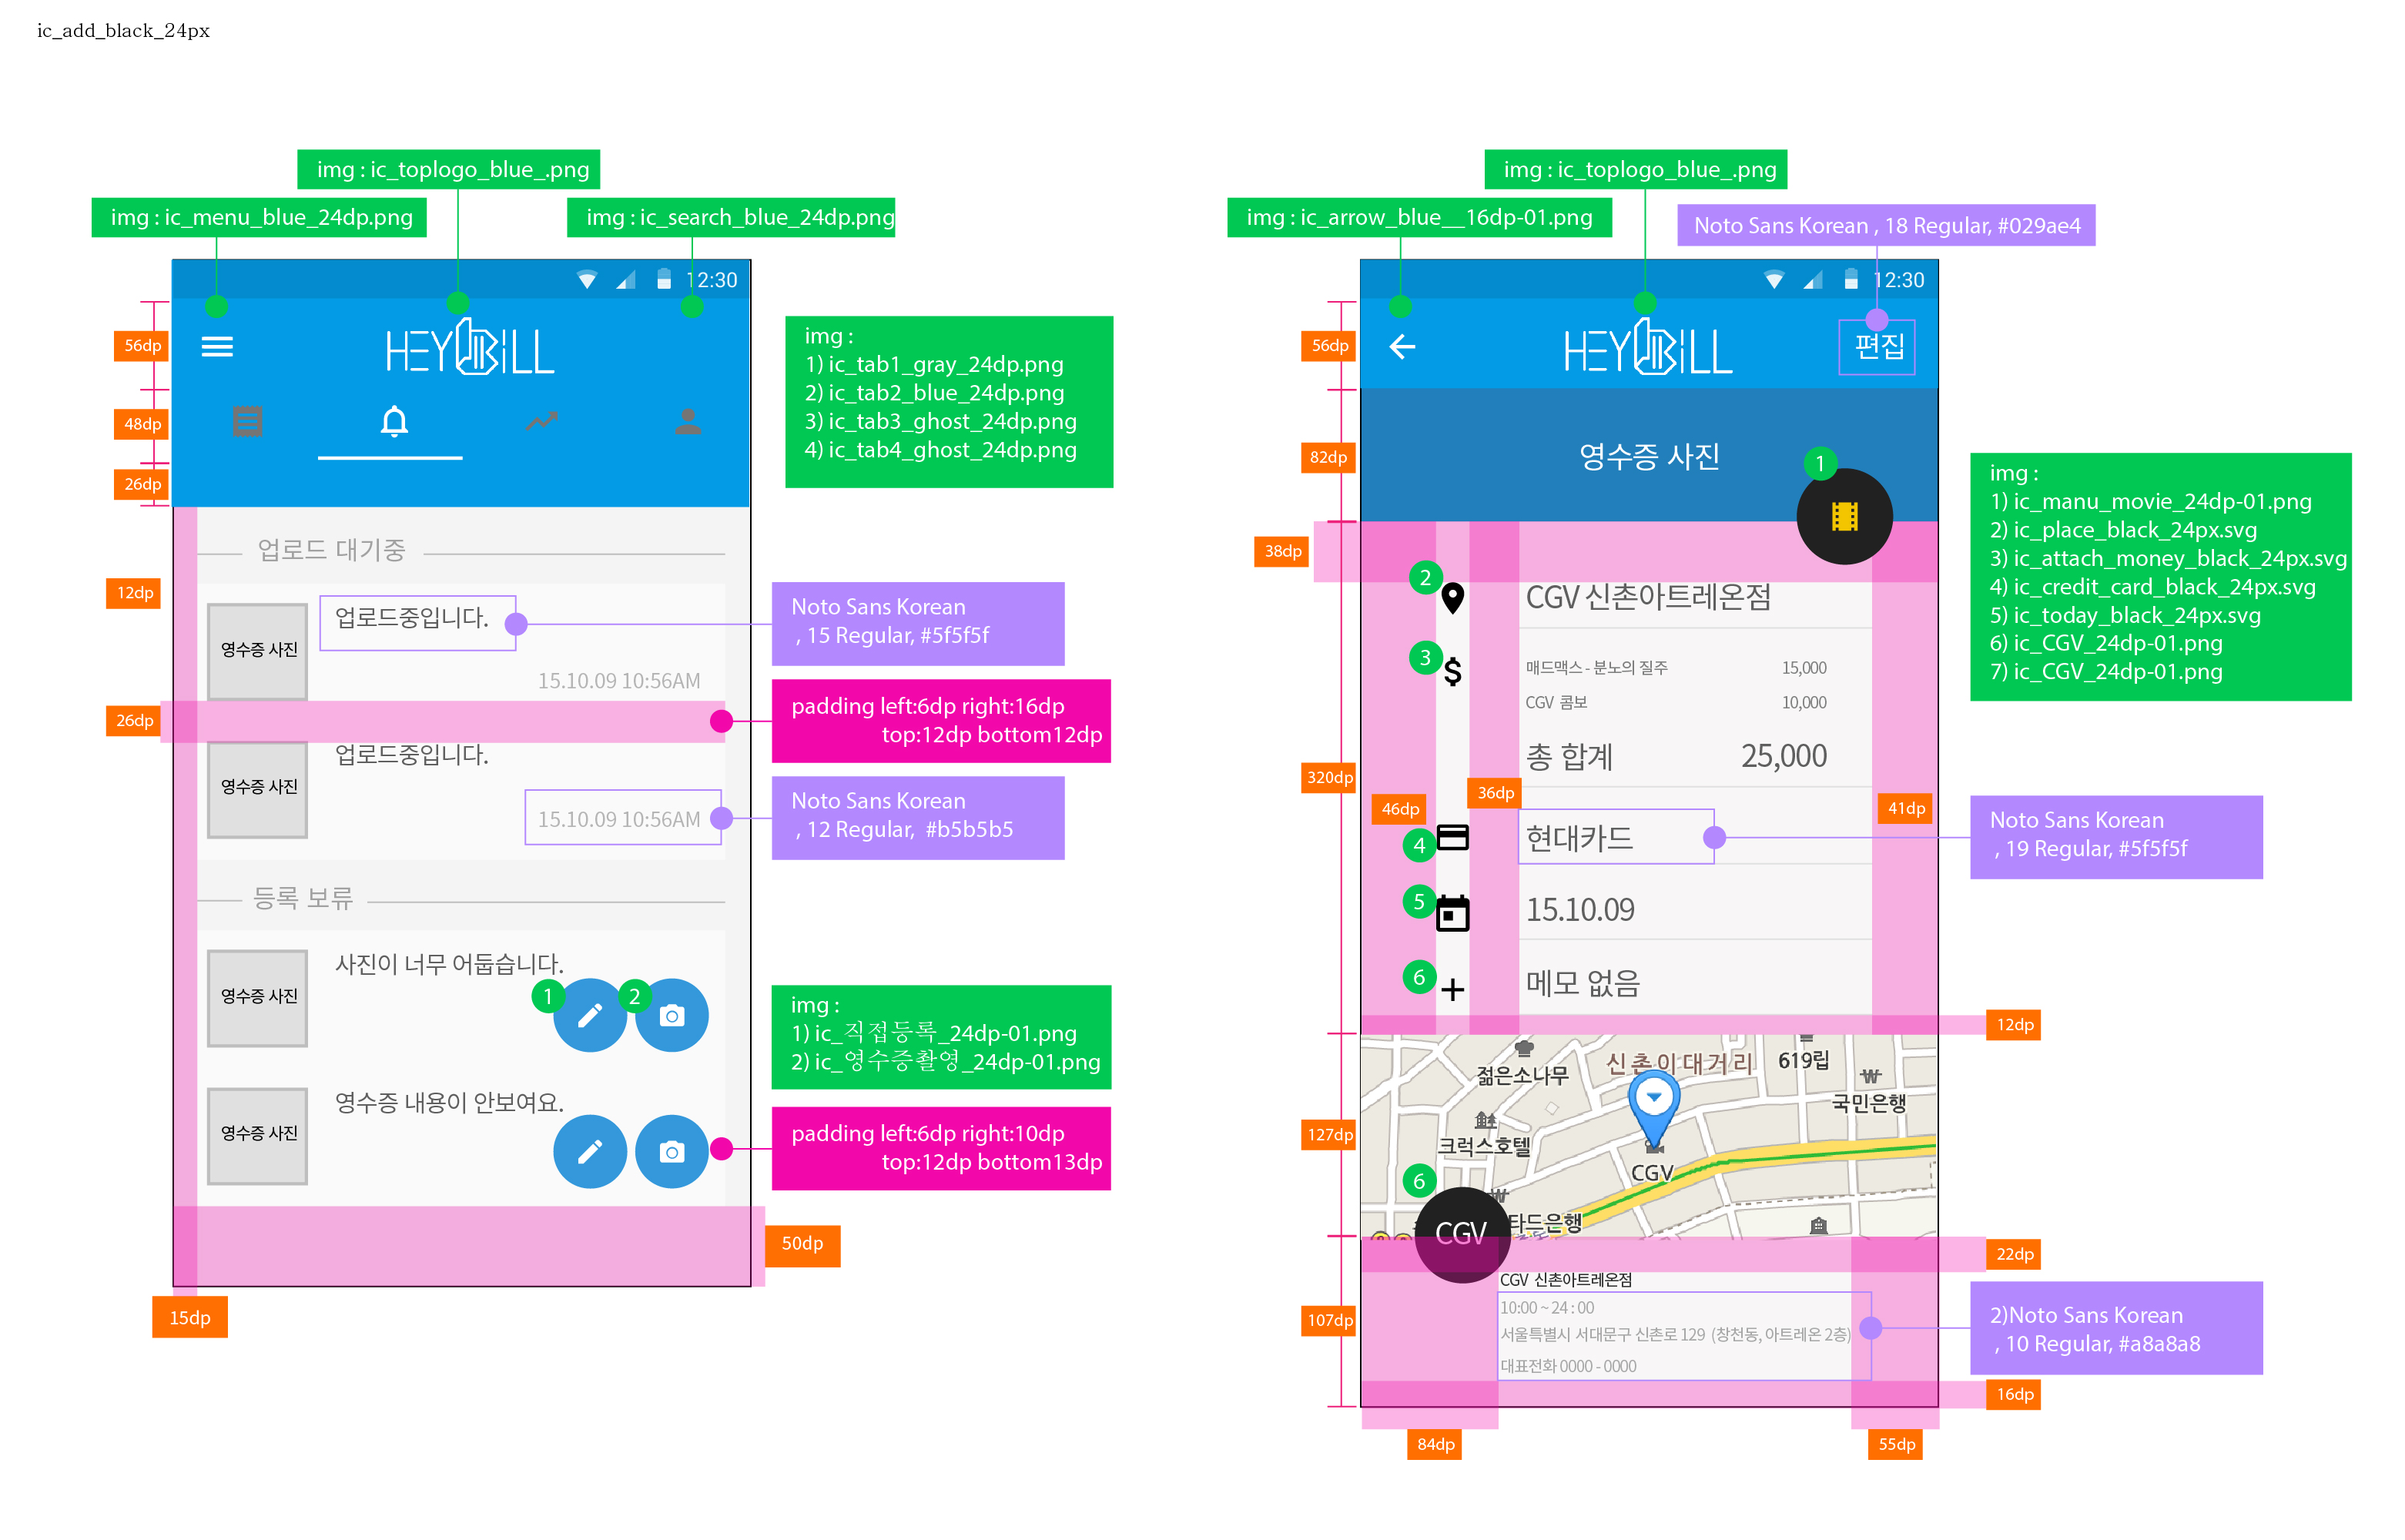 ic_add_black_24px
img : ic_toplogo_blue_.png
img : ic_menu_blue_24dp.png
img : ic_search_blue_24dp.png
12:30
56dp
HEYBILL
48dp
26dp
img :
1) ic_tab1_gray_24dp.png
2) ic_tab2_blue_24dp.png
3) ic_tab3_ghost_24dp.png
4) ic_tab4_ghost_24dp.png
업로드 대기중
12dp
영수증 사진
업로드중입니다.
15.10.09 10:56AM
Noto Sans Korean
, 15 Regular, #5f5f5f
26dp
padding left:6dp right:16dp
top:12dp bottom12dp
영수증 사진
업로드중입니다.
15.10.09 10:56AM
Noto Sans Korean
, 12 Regular,  #b5b5b5
등록 보류
영수증 사진
사진이 너무 어둡습니다.
1
2
img :
1) ic_직접등록_24dp-01.png
2) ic_영수증촬영_24dp-01.png
영수증 사진
영수증 내용이 안보여요.
padding left:6dp right:10dp
top:12dp bottom13dp
50dp
15dp
img : ic_toplogo_blue_.png
img : ic_arrow_blue__16dp-01.png
Noto Sans Korean , 18 Regular, #029ae4
12:30
56dp
HEYBILL
편집
82dp
영수증 사진
1
38dp
img :
1) ic_manu_movie_24dp-01.png
2) ic_place_black_24px.svg
3) ic_attach_money_black_24px.svg
4) ic_credit_card_black_24px.svg
5) ic_today_black_24px.svg
6) ic_CGV_24dp-01.png
7) ic_CGV_24dp-01.png
2
CGV 신촌아트레온점
3
매드맥스 - 분노의 질주 15,000
CGV 콤보 10,000
총 합계 25,000
320dp
46dp
36dp
41dp
4
현대카드
Noto Sans Korean
, 19 Regular, #5f5f5f
5
15.10.09
6
메모 없음
12dp
신촌이대거리
619립
젊은소나무
국민은행
크럭스호텔
CGV
127dp
6
타드은행
CGV
22dp
CGV 신촌아트레온점
10:00 ~ 24 : 00
서울특별시 서대문구 신촌로 129 (창천동, 아트레온 2층)
대표전화 0000 - 0000
107dp
2)Noto Sans Korean
, 10 Regular, #a8a8a8
16dp
84dp
55dp